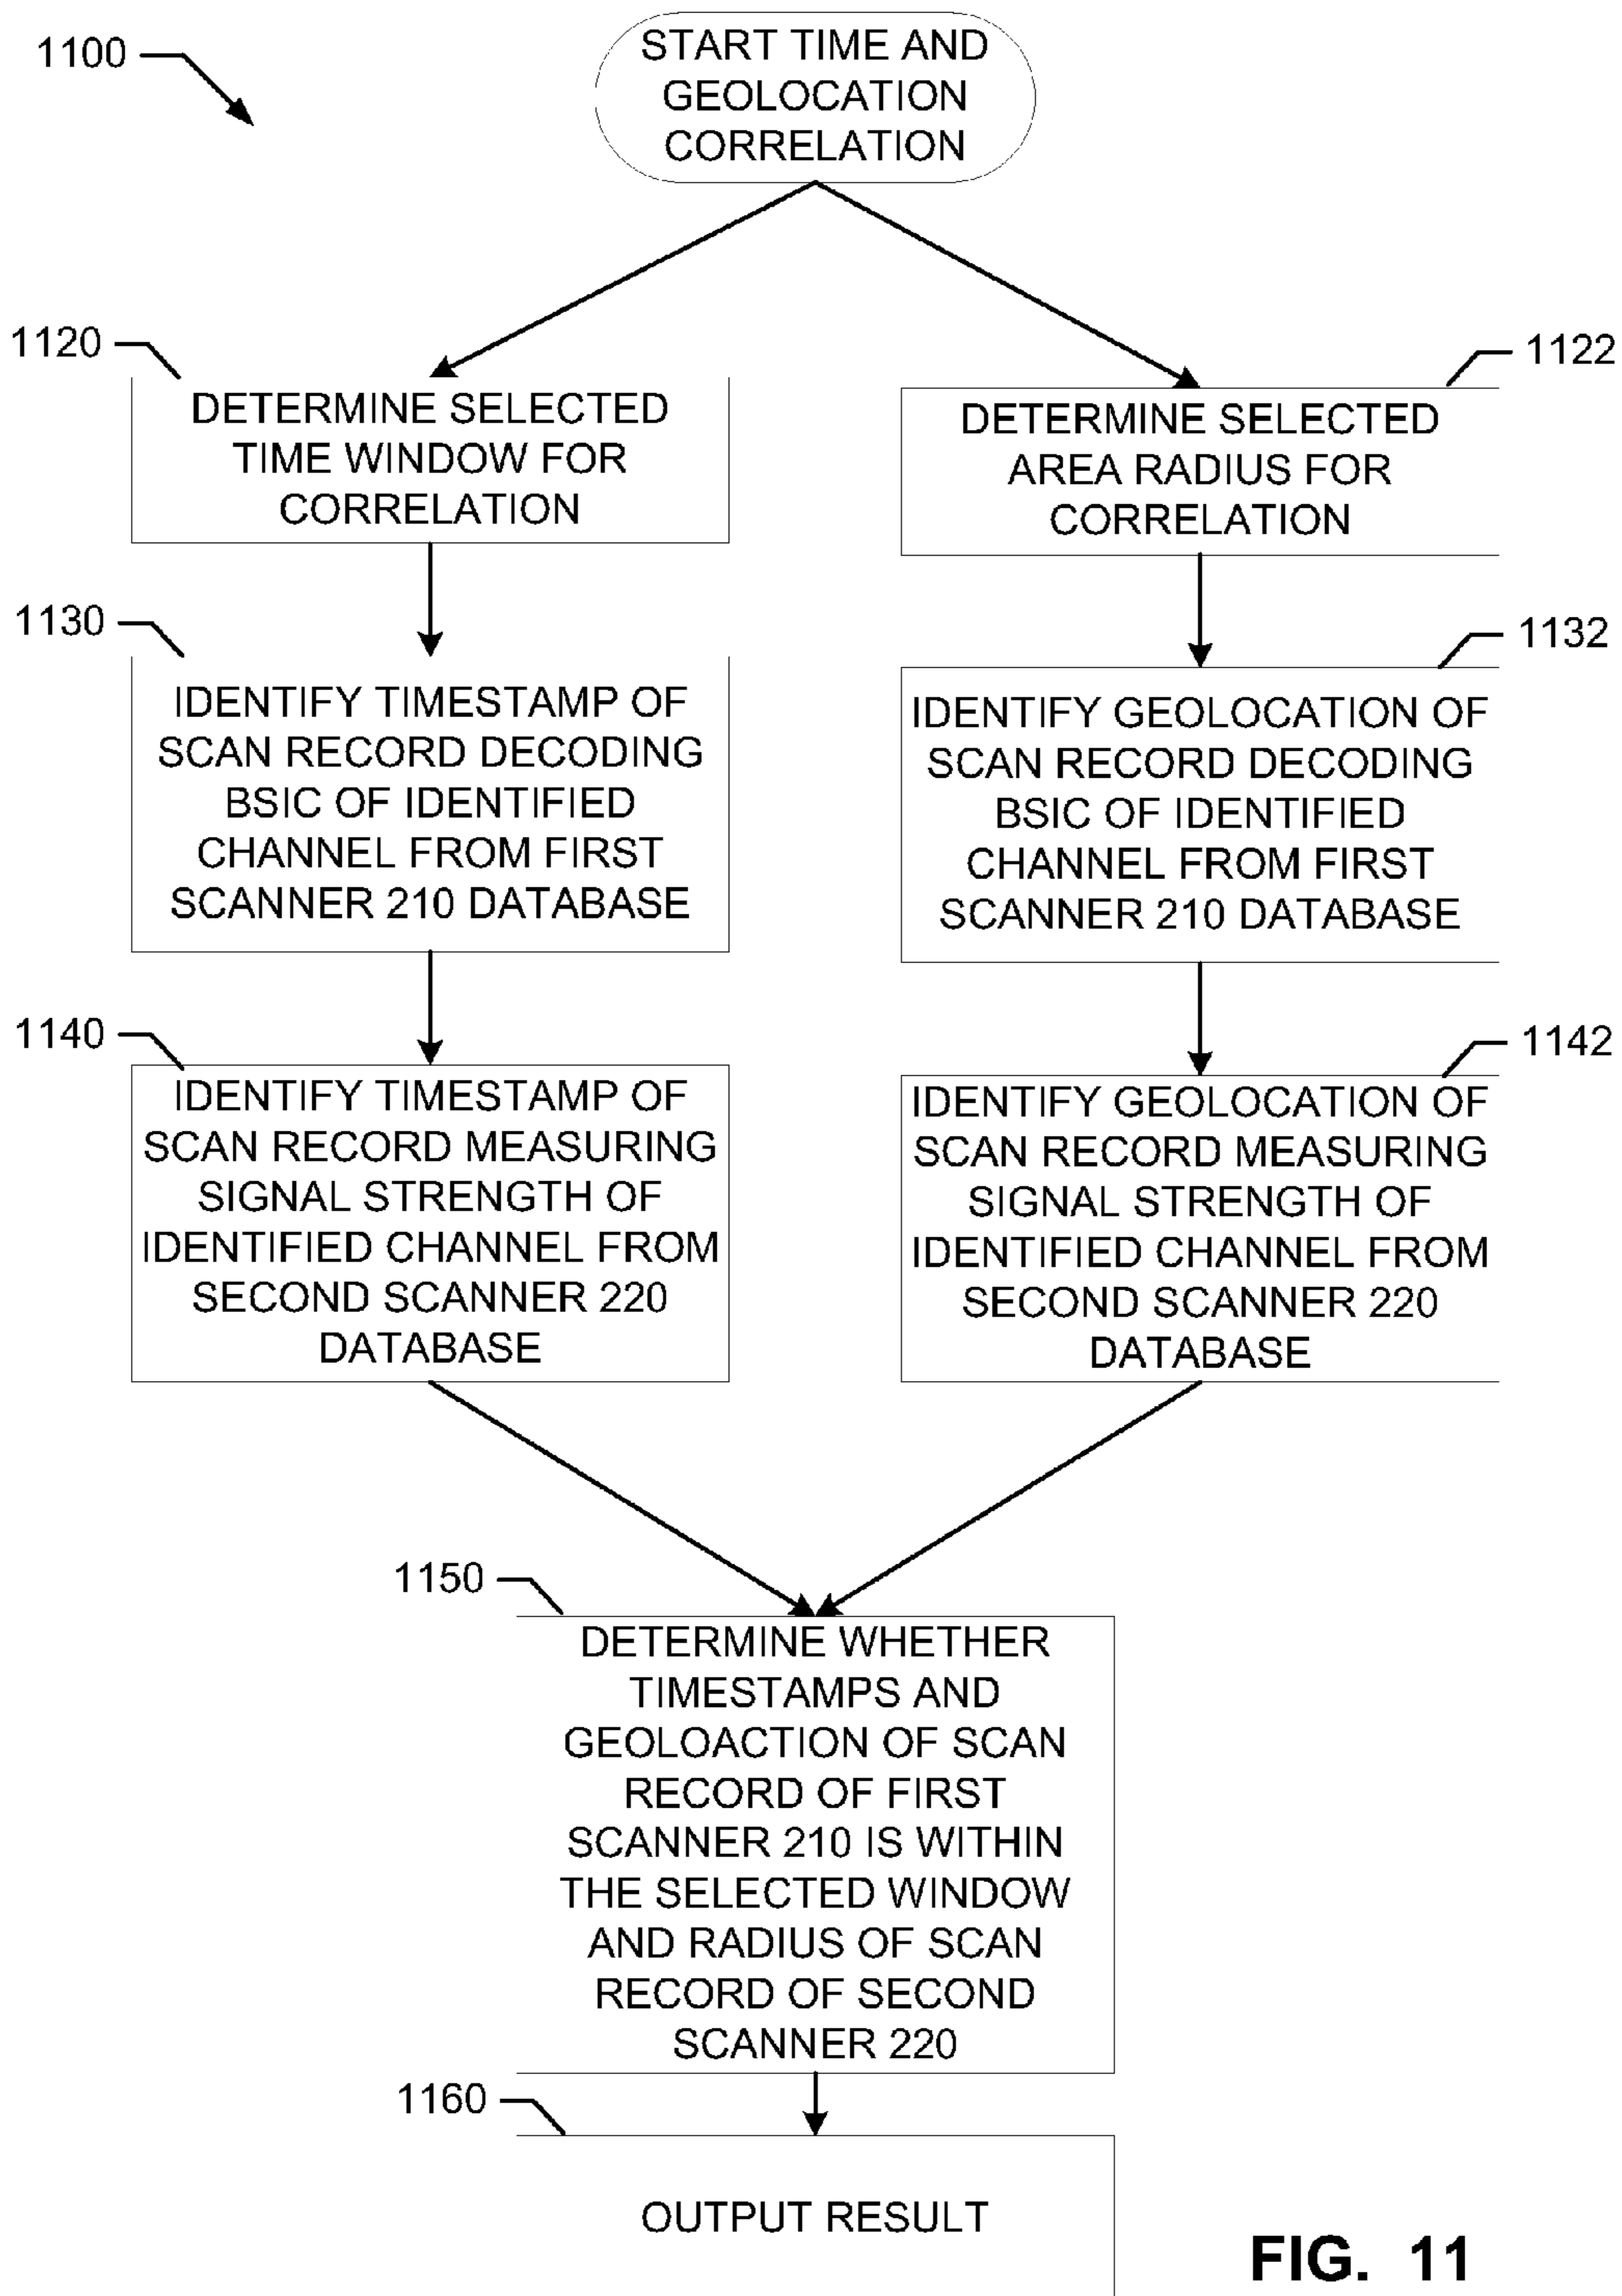 1100
START TIME AND
GEOLOCATION
CORRELATION
1120
DETERMINE SELECTED
TIME WINDOW FOR
CORRELATION
1122
DETERMINE SELECTED
AREA RADIUS FOR
CORRELATION
1130
IDENTIFY TIMESTAMP OF
SCAN RECORD DECODING
BSIC OF IDENTIFIED
CHANNEL FROM FIRST
SCANNER 210 DATABASE
1132
IDENTIFY GEOLOCATION OF
SCAN RECORD DECODING
BSIC OF IDENTIFIED
CHANNEL FROM FIRST
SCANNER 210 DATABASE
1140
IDENTIFY TIMESTAMP OF
SCAN RECORD MEASURING
SIGNAL STRENGTH OF
IDENTIFIED CHANNEL FROM
SECOND SCANNER 220
DATABASE
1142
IDENTIFY GEOLOCATION OF
SCAN RECORD MEASURING
SIGNAL STRENGTH OF
IDENTIFIED CHANNEL FROM
SECOND SCANNER 220
DATABASE
1150
DETERMINE WHETHER
TIMESTAMPS AND
GEOLOACTION OF SCAN
RECORD OF FIRST
SCANNER 210 IS WITHIN
THE SELECTED WINDOW
AND RADIUS OF SCAN
RECORD OF SECOND
SCANNER 220
1160
OUTPUT RESULT
FIG. 11